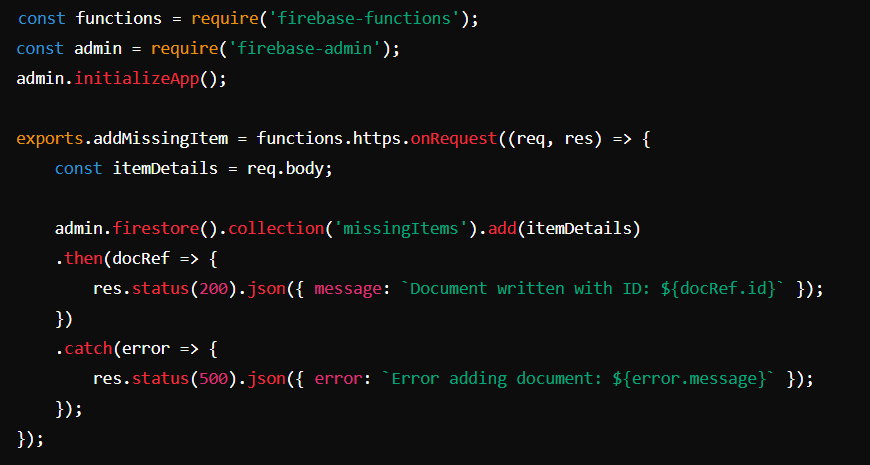 const functions = require('firebase-functions');
const admin = require('firebase-admin');
admin.initializeApp();

exports.addMissingItem = functions.https.onRequest((req, res) => {
    const itemDetails = req.body;

    admin.firestore().collection('missingItems').add(itemDetails)
    .then(docRef => {
        res.status(200).json({ message: `Document written with ID: ${docRef.id}` });
    })
    .catch(error => {
        res.status(500).json({ error: `Error adding document: ${error.message}` });
    });
});